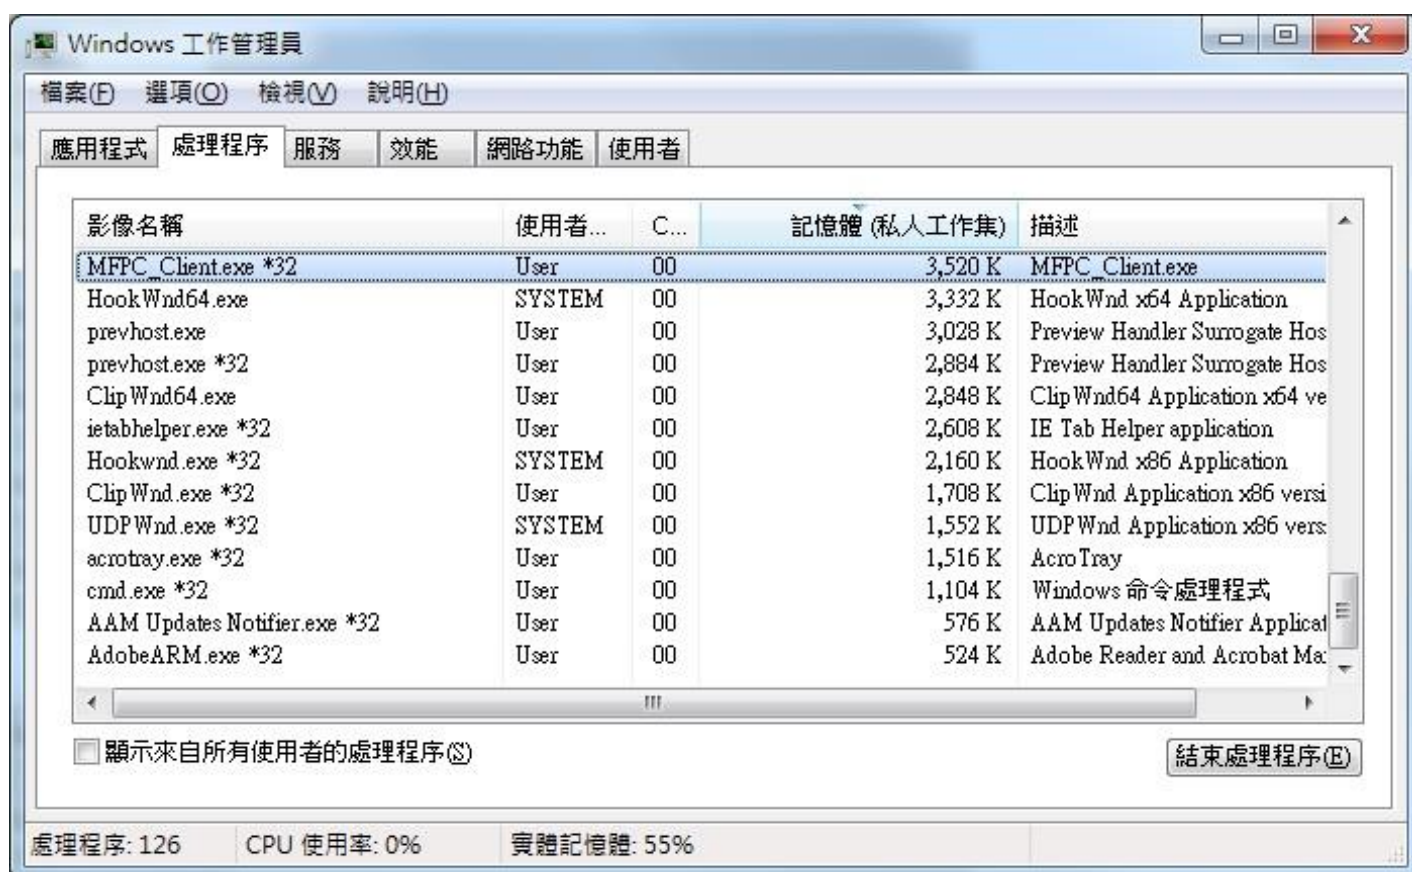 Windows 工作管理員
檔案(F) 選項(O) 檢視(V) 說明(H)
應用程式 處理程序 服務 效能 網路功能 使用者
影像名稱 使用者... C... 記憶體 (私人工作集) 描述
MFPC_Client.exe *32 User 00 3,520 K MFPC_Client.exe
HookWnd64.exe SYSTEM 00 3,332 K HookWnd x64 Application
prevhost.exe User 00 3,028 K Preview Handler Surrogate Hos
prevhost.exe *32 User 00 2,884 K Preview Handler Surrogate Hos
ClipWnd64.exe User 00 2,848 K ClipWnd64 Application x64 ve
ietabhelper.exe *32 User 00 2,608 K IE Tab Helper application
Hookwnd.exe *32 SYSTEM 00 2,160 K HookWnd x86 Application
ClipWnd.exe *32 User 00 1,708 K ClipWnd Application x86 versi
UDPWnd.exe *32 SYSTEM 00 1,552 K UDPWnd Application x86 vers
acrotray.exe *32 User 00 1,516 K AcroTray
cmd.exe *32 User 00 1,104 K Windows 命令處理程式
AAM Updates Notifier.exe *32 User 00 576 K AAM Updates Notifier Applicat
AdobeARM.exe *32 User 00 524 K Adobe Reader and Acrobat Ma
顯示來自所有使用者的處理程序(S) 結束處理程序(E)
處理程序: 126 CPU 使用率: 0% 實體記憶體: 55%